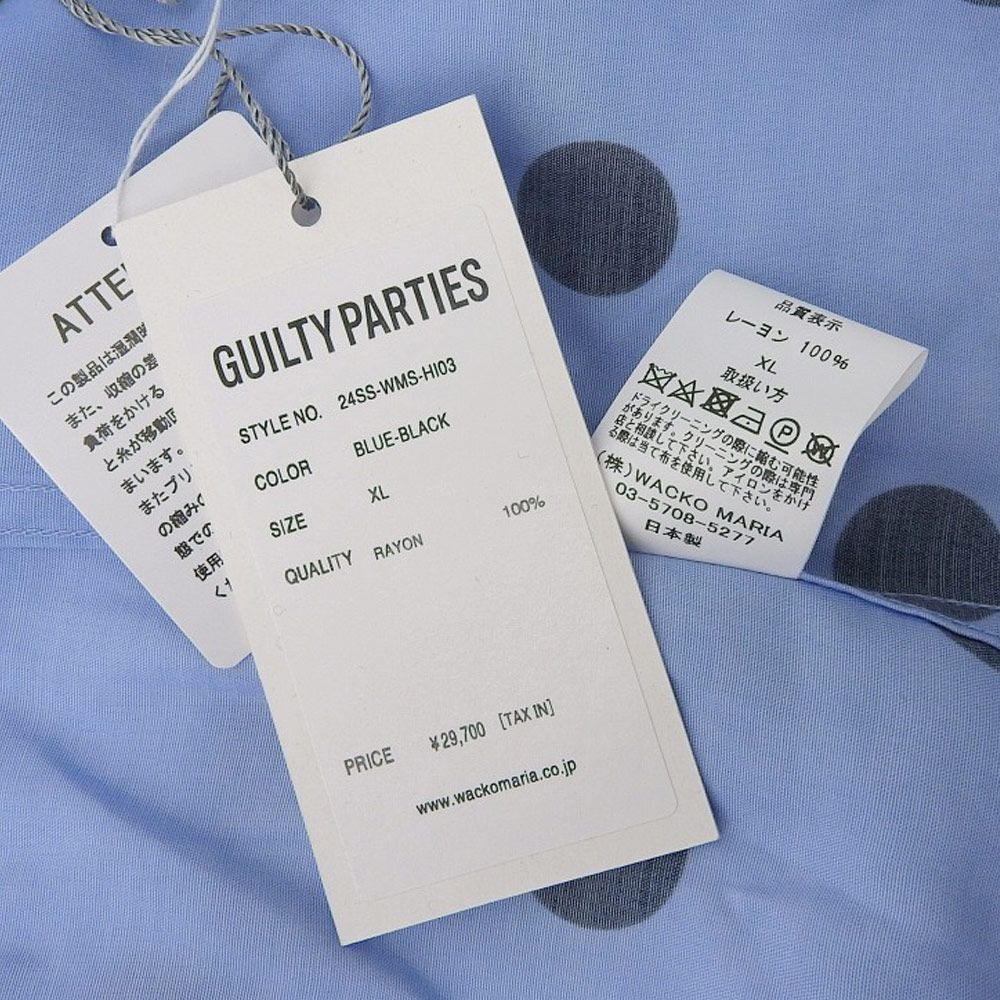 GUILTY PARTIES
STYLE NO. 24SS-WMS-HI03
COLOR BLUE-BLACK
SIZE XL
QUALITY RAYON 100%
PRICE ¥29,700 [TAX IN]
www.wackomaria.co.jp
ATTE
この製品は湿潤
また、収縮の差
負荷をかける
と糸が移動
まいます。
またプリ
の縮み
態での
使用
く
品質表示
レーヨン 100%
XL
取扱い方
ドライクリーニングの際に縮む可能性
があります。クリーニングの際は専門
店と相談して下さい。アイロンをかけ
る際は当て布を使用して下さい。
(株)WACKO MARIA
03-5708-5277
日本製